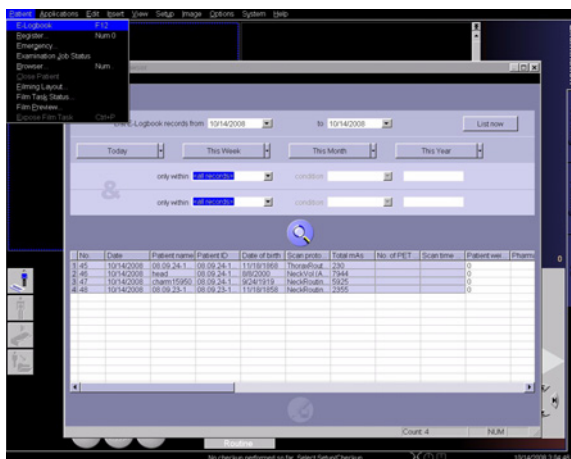 Patient Applications Edit Insert View Setup Image Options System Help
E-Logbook F12
Register... Num 0
Emergency...
Examination Job Status
Browser... Num
Close Patient
Filming Layout...
Film Task Status...
Film Preview...
Expose Film Task Ctrl+P
E-Logbook records from 10/14/2008 to 10/14/2008 List now
Today This Week This Month This Year
&
only within <all records> condition
only within <all records> condition
No. Date Patient name Patient ID Date of birth Scan proto... Total mAs No. of PET... Scan time... Patient wei... Pharm
1 45 10/14/2008 08.09.24-1... 08.09.24-1... 11/18/1868 ThoraxRout... 230 0
2 46 10/14/2008 head 08.09.24-1... 8/8/2000 NeckVol(A... 7944 0
3 47 10/14/2008 charm15950 08.09.24-1... 9/24/1919 NeckRoutin... 5925 0
4 48 10/14/2008 08.09.23-1... 08.09.23-1... 11/18/1858 NeckRoutin... 2355 0
0
Count: 4 NUM
Routine
No checkup performed so far. Select Setup/Checkup.